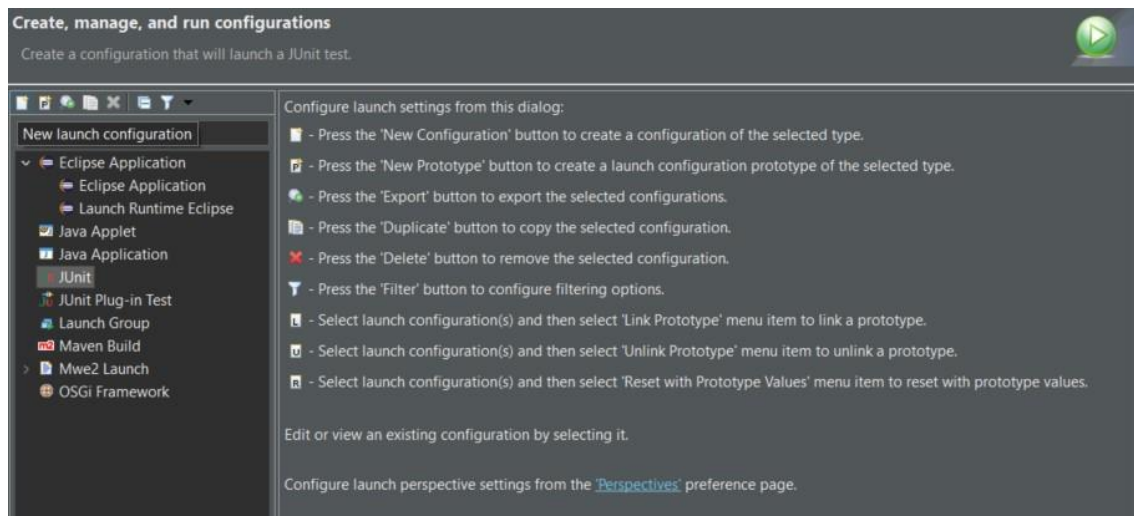 Create, manage, and run configurations
Create a configuration that will launch a JUnit test.
New launch configuration
Eclipse Application
Eclipse Application
Launch Runtime Eclipse
Java Applet
Java Application
JUnit
JUnit Plug-in Test
Launch Group
m2 Maven Build
Mwe2 Launch
OSGi Framework
Configure launch settings from this dialog:
- Press the 'New Configuration' button to create a configuration of the selected type.
- Press the 'New Prototype' button to create a launch configuration prototype of the selected type.
- Press the 'Export' button to export the selected configurations.
- Press the 'Duplicate' button to copy the selected configuration.
- Press the 'Delete' button to remove the selected configuration.
- Press the 'Filter' button to configure filtering options.
L - Select launch configuration(s) and then select 'Link Prototype' menu item to link a prototype.
U - Select launch configuration(s) and then select 'Unlink Prototype' menu item to unlink a prototype.
R - Select launch configuration(s) and then select 'Reset with Prototype Values' menu item to reset with prototype values.
Edit or view an existing configuration by selecting it.
Configure launch perspective settings from the 'Perspectives' preference page.